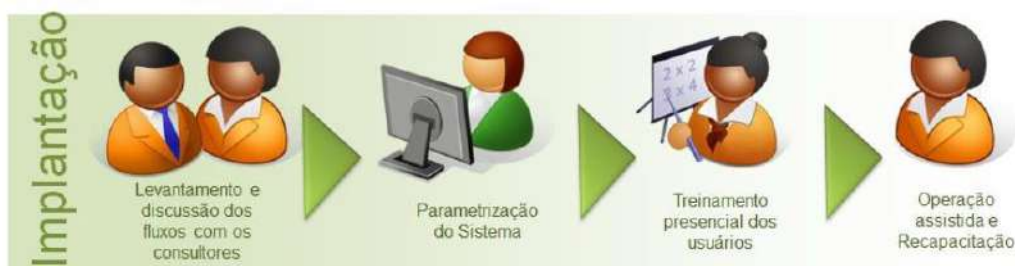 Implantação
Levantamento e
discussão dos
fluxos com os
consultores
Parametrização
do Sistema
2 x 2
3 x 4
Treinamento
presencial dos
usuários
Operação
assistida e
Recapacitação